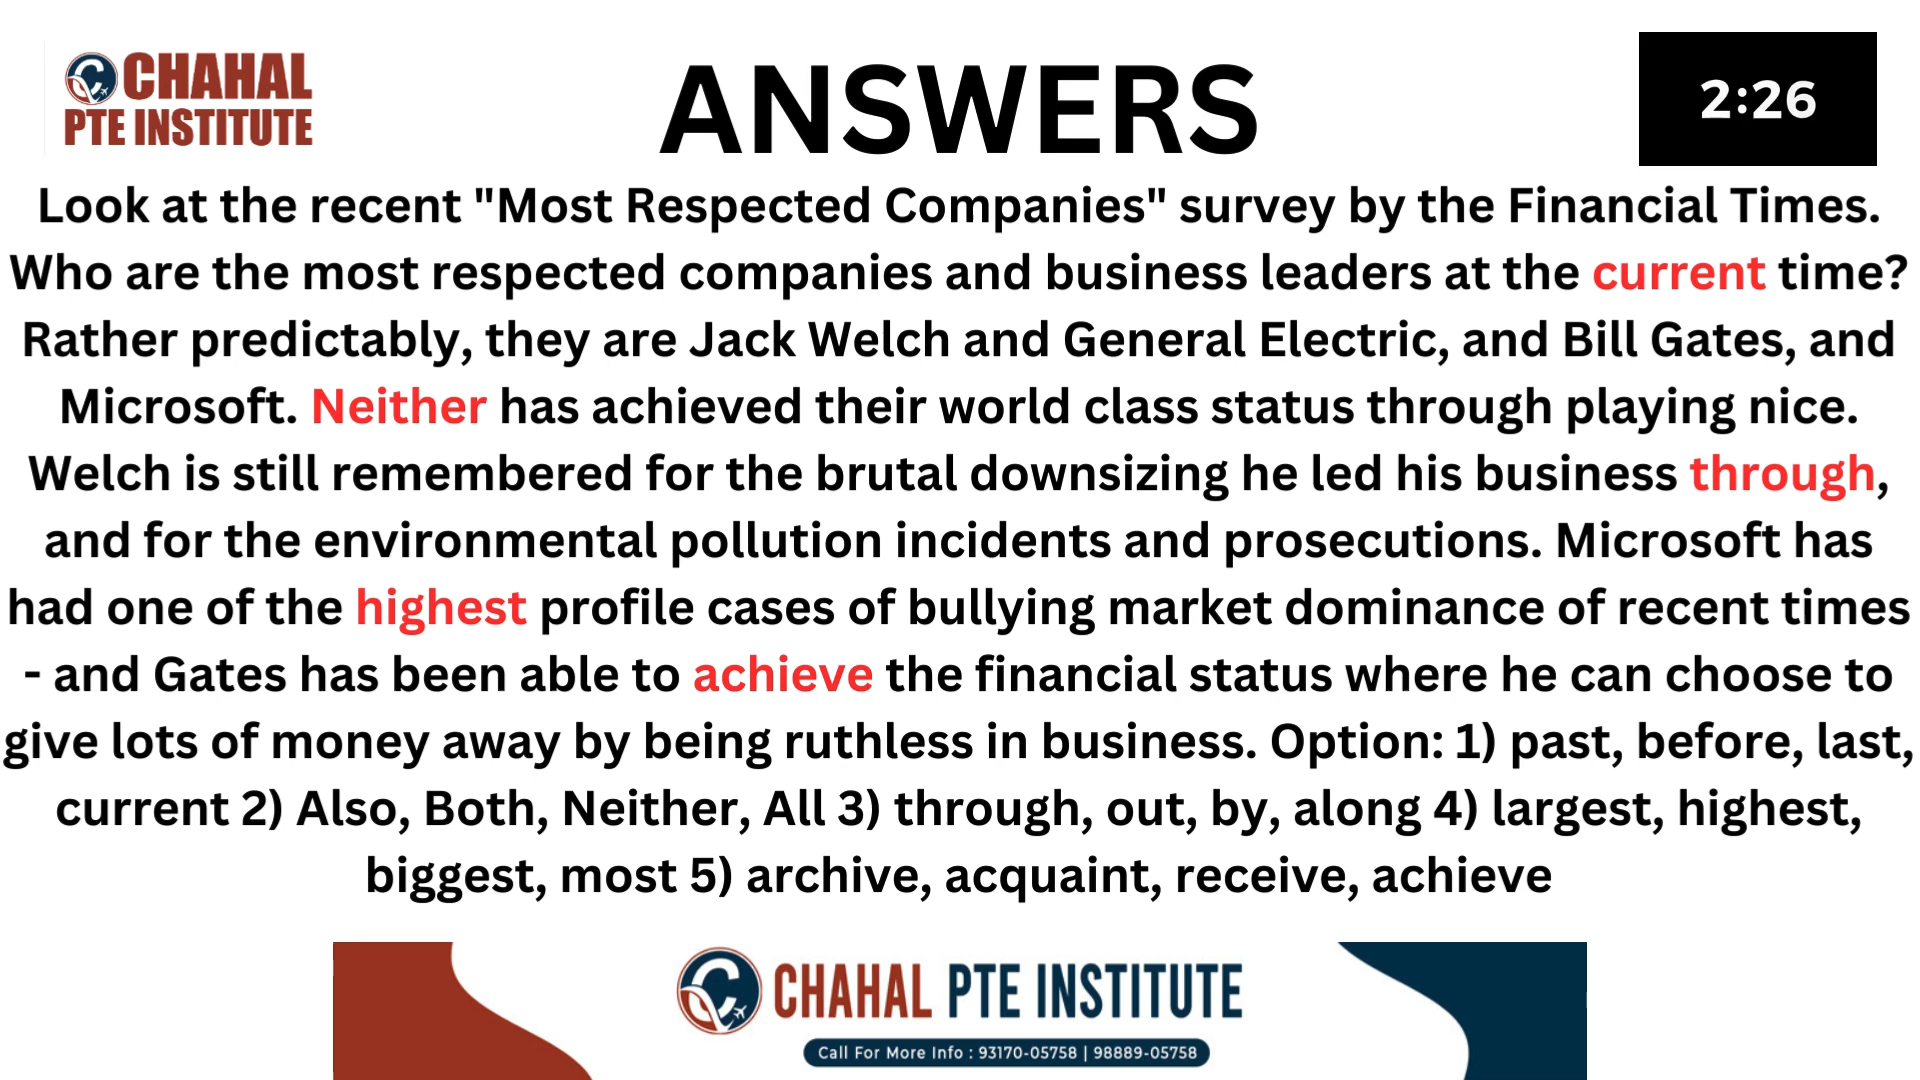 CHAHAL
PTE INSTITUTE
ANSWERS
2:26
Look at the recent "Most Respected Companies" survey by the Financial Times.
Who are the most respected companies and business leaders at the current time?
Rather predictably, they are Jack Welch and General Electric, and Bill Gates, and
Microsoft. Neither has achieved their world class status through playing nice.
Welch is still remembered for the brutal downsizing he led his business through,
and for the environmental pollution incidents and prosecutions. Microsoft has
had one of the highest profile cases of bullying market dominance of recent times
- and Gates has been able to achieve the financial status where he can choose to
give lots of money away by being ruthless in business. Option: 1) past, before, last,
current 2) Also, Both, Neither, All 3) through, out, by, along 4) largest, highest,
biggest, most 5) archive, acquaint, receive, achieve
CHAHAL PTE INSTITUTE
Call For More Info : 93170-05758 | 98889-05758